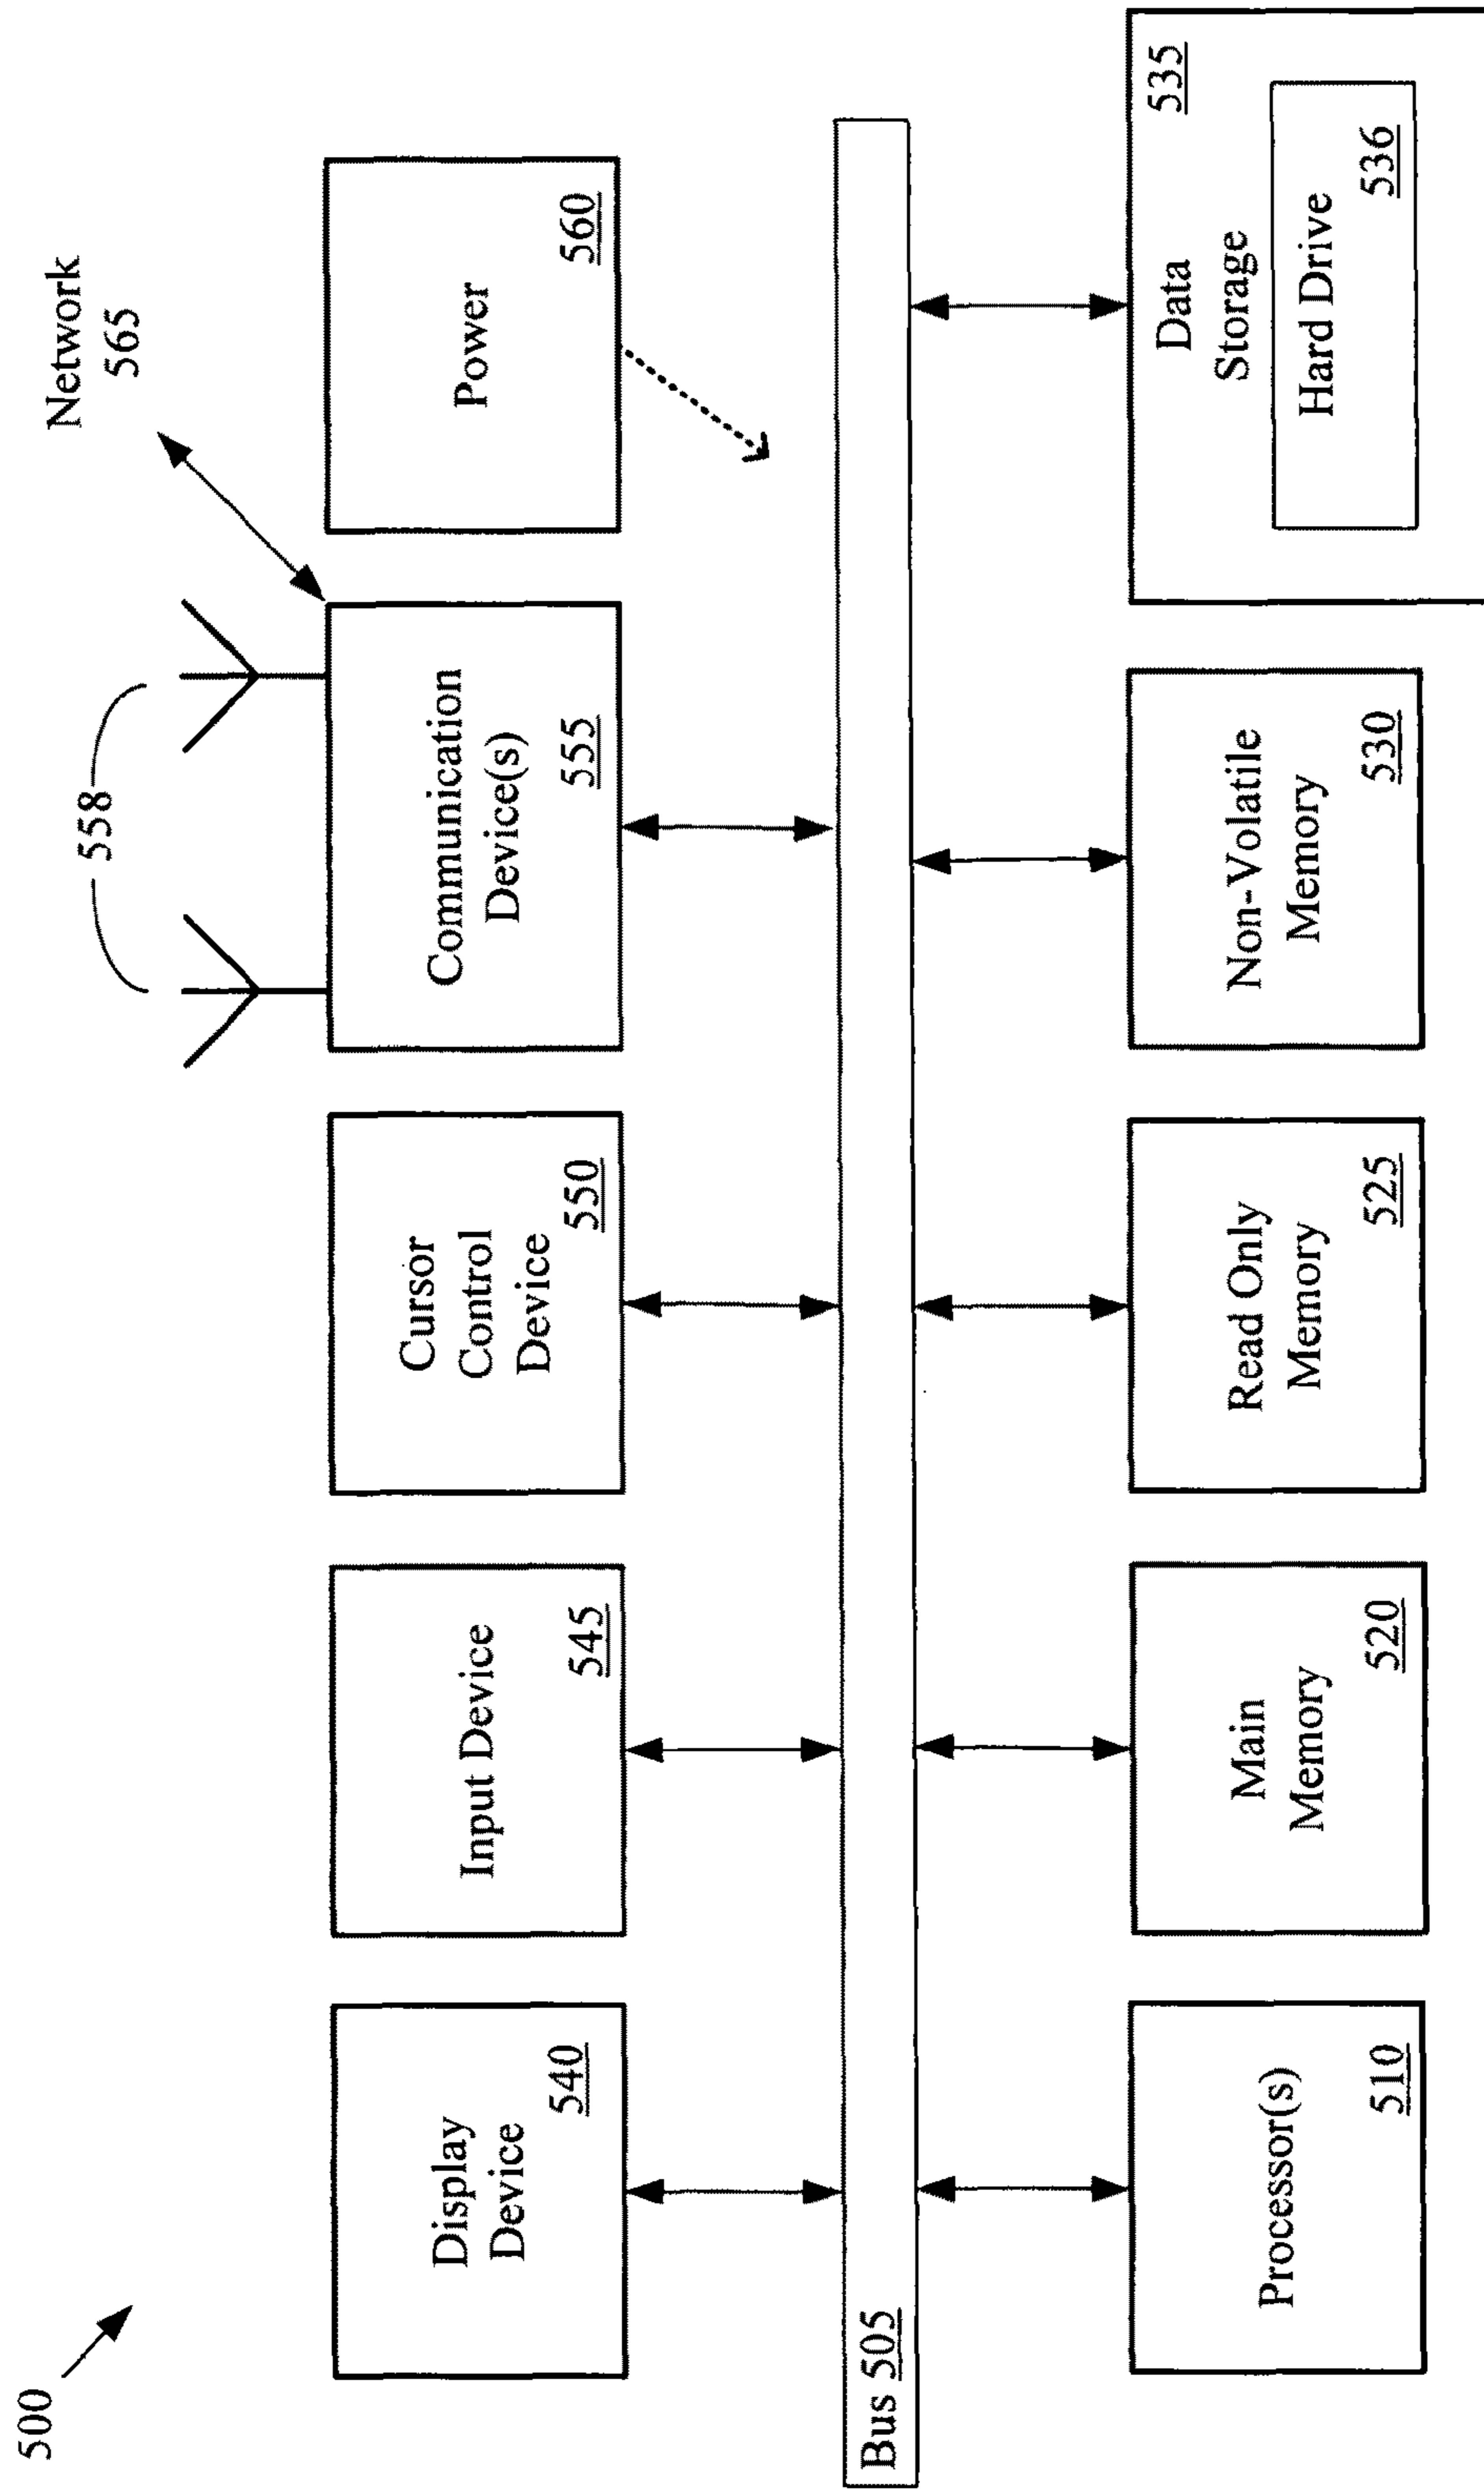 500
Network
565
558
Display
Device
540
Input Device
545
Cursor
Control
Device
550
Communication
Device(s)
555
Power
560
Bus 505
Processor(s)
510
Main
Memory
520
Read Only
Memory
525
Non-Volatile
Memory
530
Data
Storage
535
Hard Drive
536